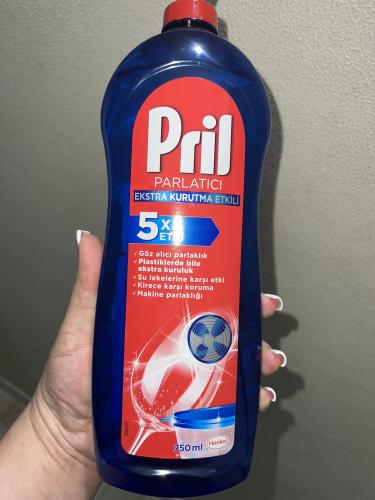 Pril
PARLATICI
EKSTRA KURUTMA ETKİLİ
5X
✓ Göz alıcı parlaklık
✓ Plastiklerde bile
ekstra kuruluk
✓ Su lekelerine karşı etki
✓ Kirece karşı koruma
✓ Makine parlaklığı
750 ml
Henkel